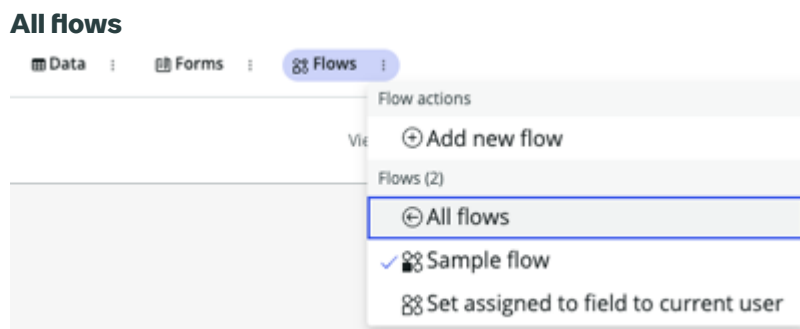 All flows
Data Forms Flows
Flow actions
Vie
Add new flow
Flows (2)
All flows
Sample flow
Set assigned to field to current user